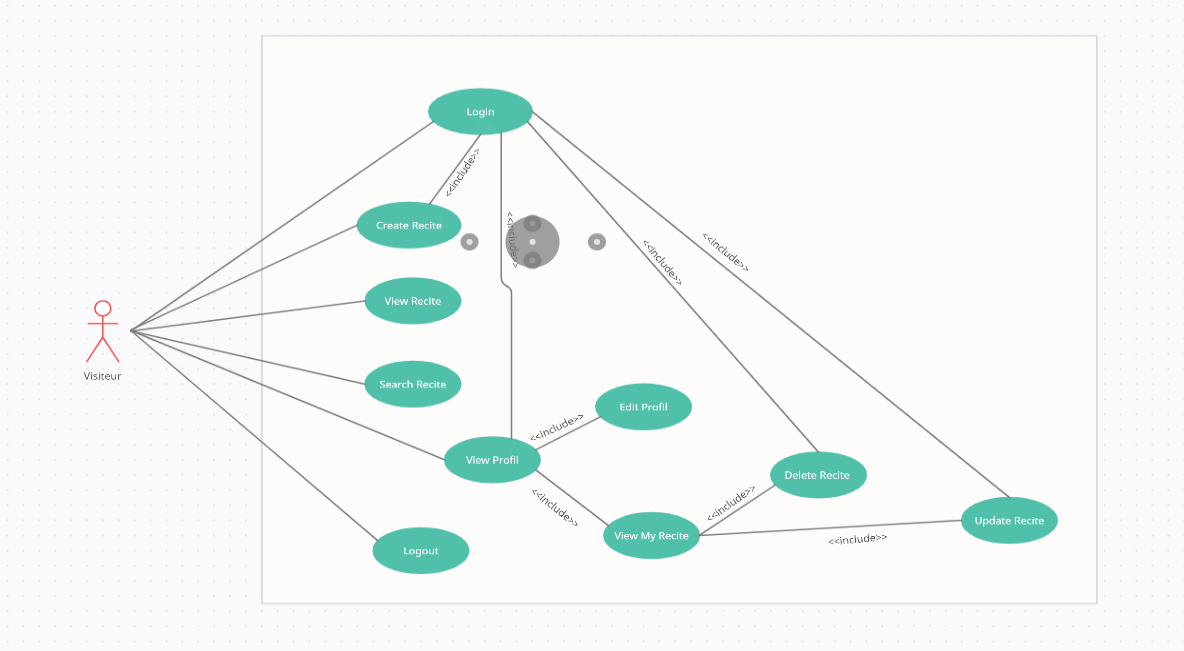 Login
<<include>>
Create Recite
<<include>>
<<include>>
<<include>>
View Recite
Visiteur
Search Recite
Edit Profil
<<include>>
View Profil
Delete Recite
<<include>>
<<include>>
Update Recite
View My Recite
<<include>>
Logout